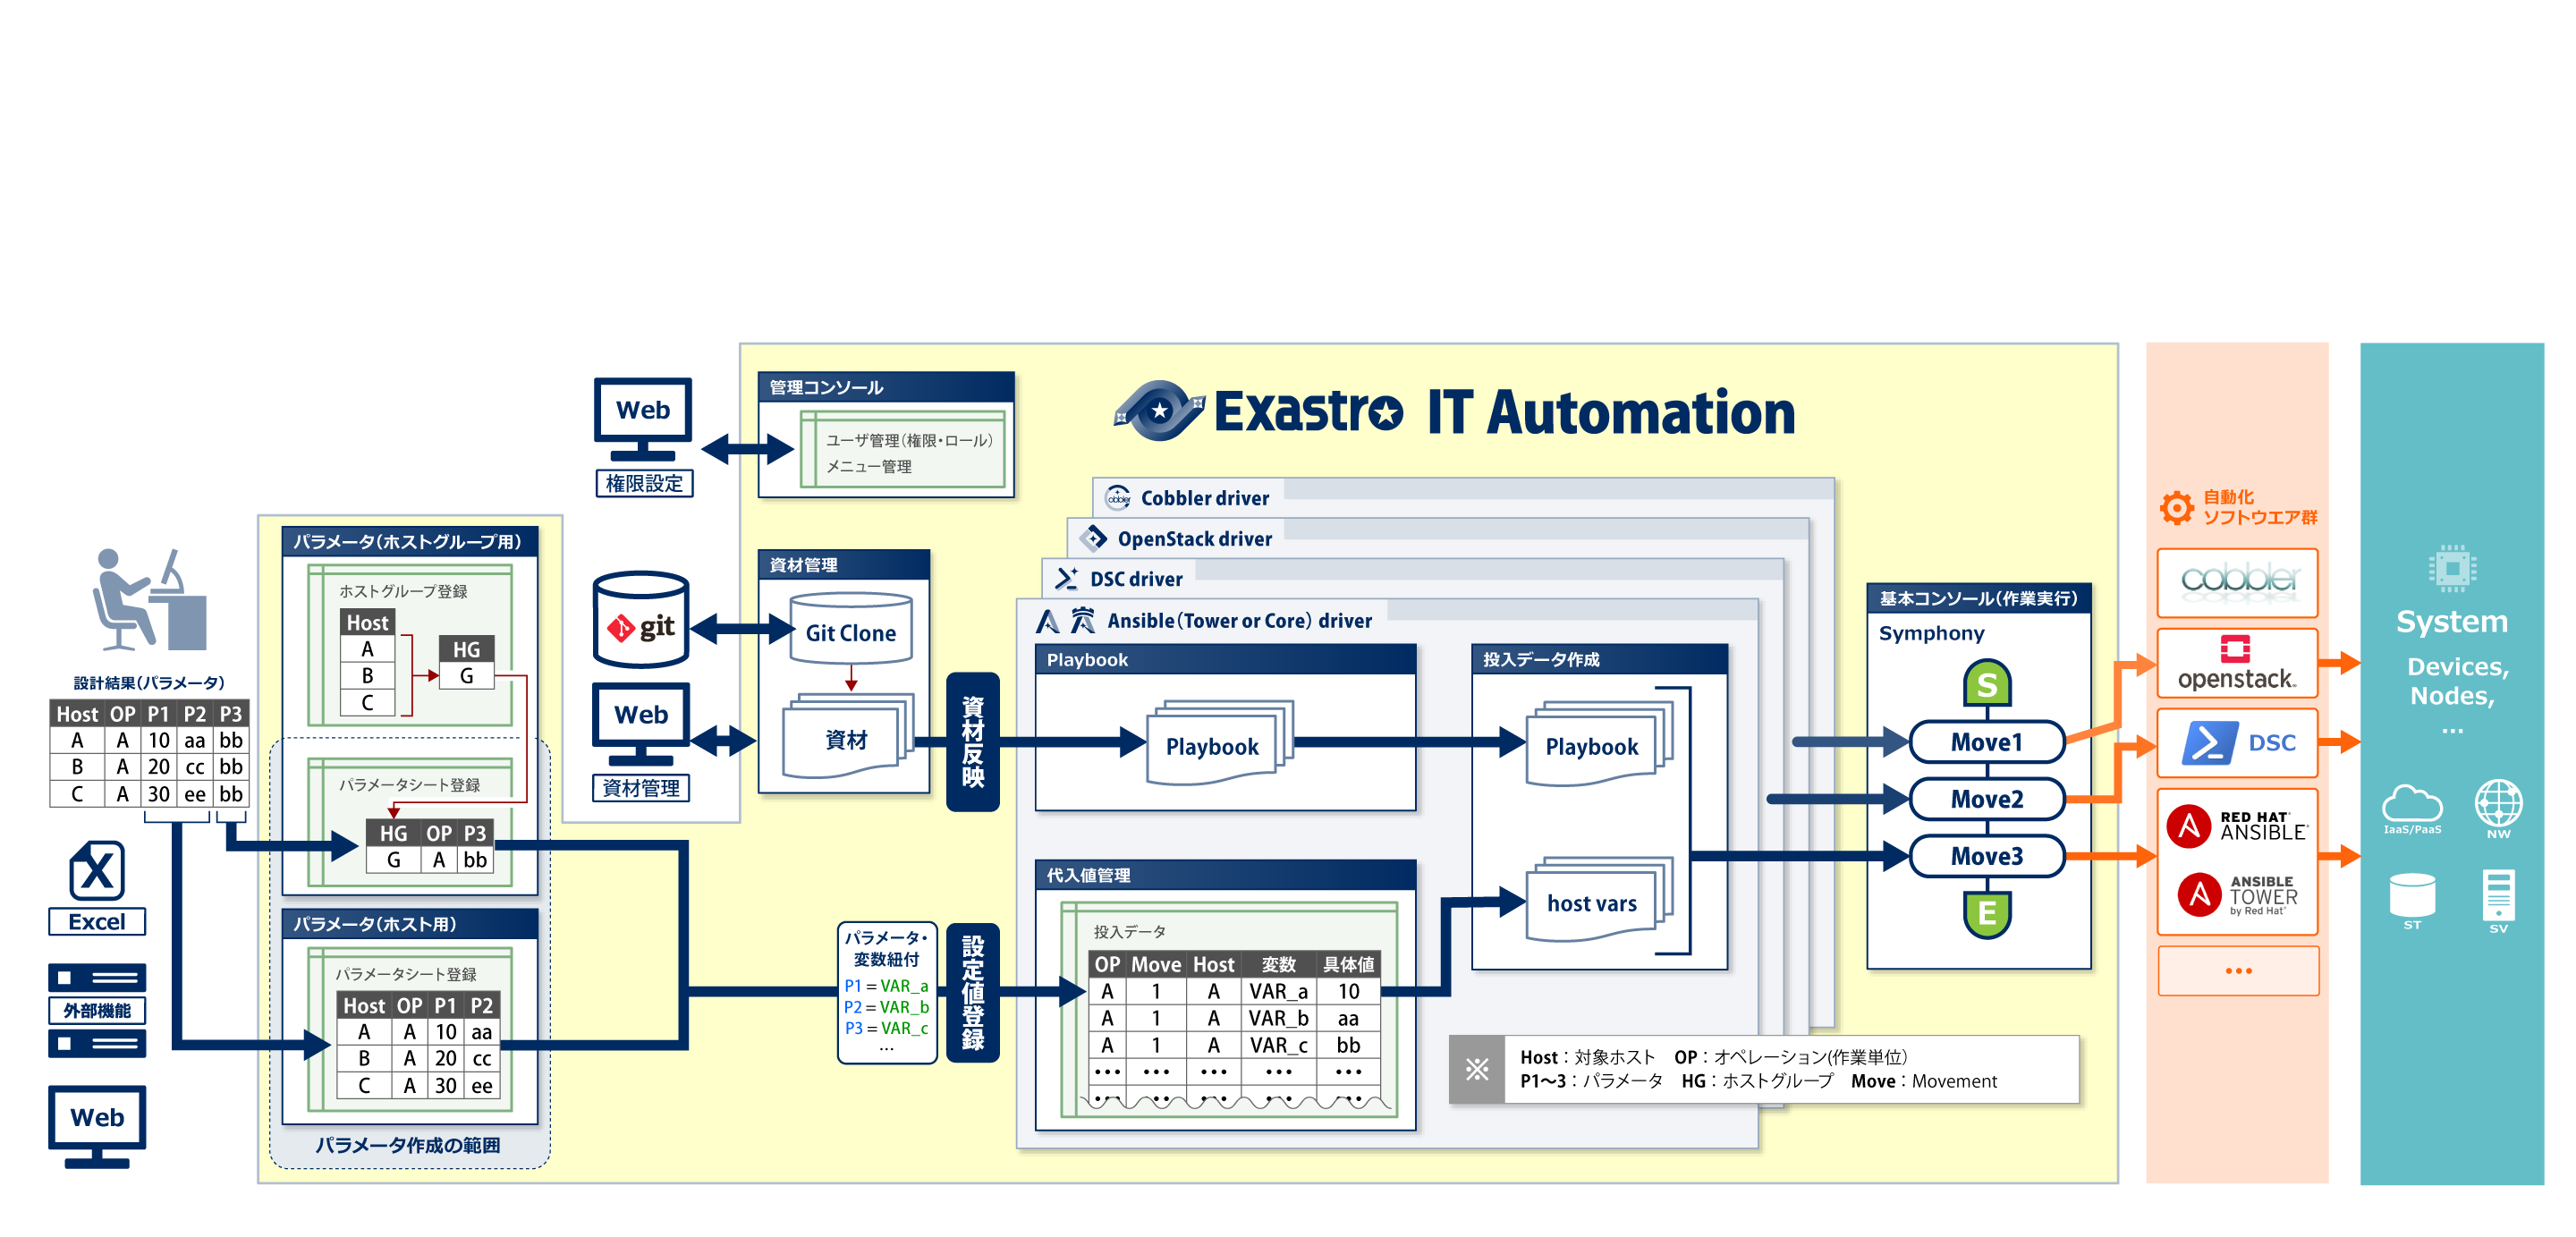 設計結果(パラメータ)
Host OP P1 P2 P3
A A 10 aa bb
B A 20 cc bb
C A 30 ee bb
Excel
外部機能
Web
パラメータ(ホストグループ用)
ホストグループ登録
Host
A
B
C
HG
G
パラメータシート登録
HG OP P3
G A bb
パラメータ(ホスト用)
パラメータシート登録
Host OP P1 P2
A A 10 aa
B A 20 cc
C A 30 ee
パラメータ作成の範囲
Web
権限設定
git
Web
資材管理
管理コンソール
ユーザ管理(権限・ロール)
メニュー管理
資材管理
Git Clone
資材
資材反映
パラメータ・
変数紐付
P1 = VAR_a
P2 = VAR_b
P3 = VAR_c
...
設定値登録
Exastro IT Automation
Cobbler driver
OpenStack driver
DSC driver
Ansible(Tower or Core) driver
Playbook
Playbook
代入値管理
投入データ
OP Move Host 変数 具体値
A 1 A VAR_a 10
A 1 A VAR_b aa
A 1 A VAR_c bb
••• ••• ••• ••• •••
••• ••• ••• ••• •••
投入データ作成
Playbook
host vars
基本コンソール(作業実行)
Symphony
S
Move1
Move2
Move3
E
※
Host：対象ホスト OP：オペレーション(作業単位)
P1～3：パラメータ HG：ホストグループ Move：Movement
自動化
ソフトウエア群
cobbler
openstack
DSC
RED HAT
ANSIBLE
ANSIBLE
TOWER
by Red Hat
•••
System
Devices,
Nodes,
...
IaaS/PaaS
NW
ST
SV